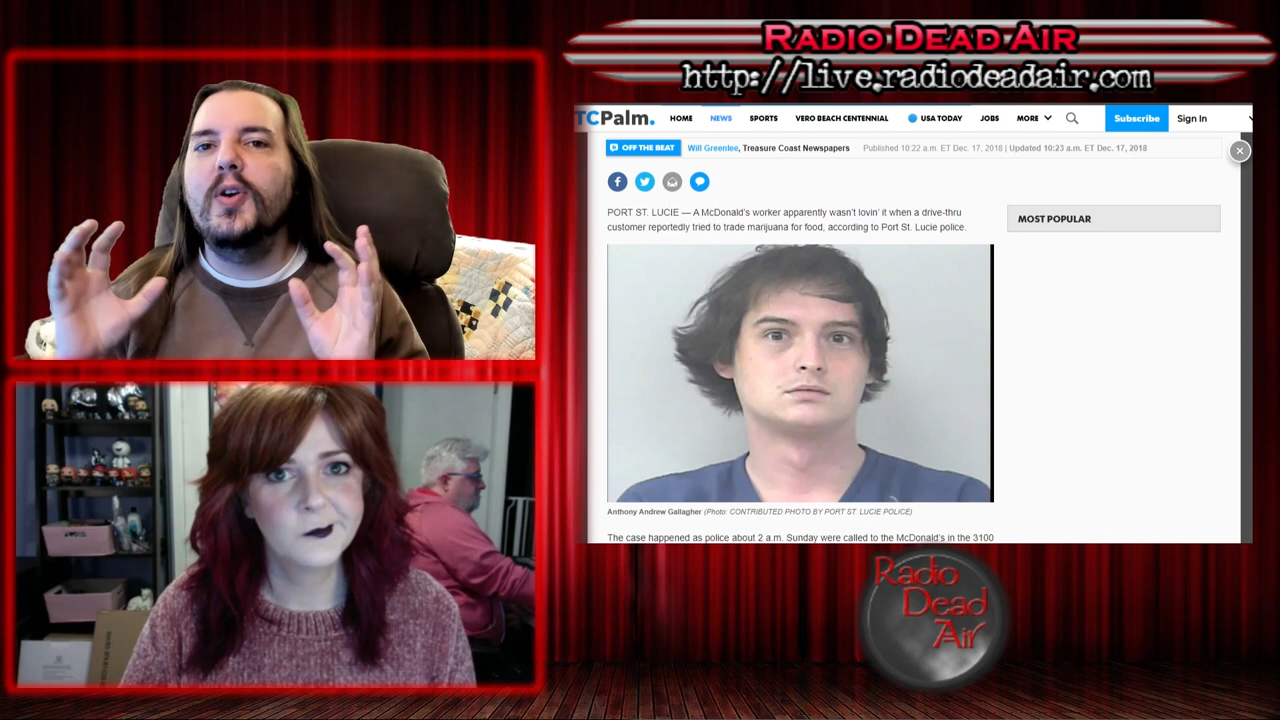 RADIO DEAD AIR
http://live.radiodeadair.com
TCPalm.
HOME
NEWS
SPORTS
VERO BEACH CENTENNIAL
USA TODAY
JOBS
MORE
Subscribe
Sign In
OFF THE BEAT
Will Greenlee, Treasure Coast Newspapers
Published 10:22 a.m. ET Dec. 17, 2018 | Updated 10:23 a.m. ET Dec. 17, 2018
PORT ST. LUCIE — A McDonald's worker apparently wasn't lovin' it when a drive-thru
customer reportedly tried to trade marijuana for food, according to Port St. Lucie police.
MOST POPULAR
Anthony Andrew Gallagher (Photo: CONTRIBUTED PHOTO BY PORT ST. LUCIE POLICE)
The case happened as police about 2 a.m. Sunday were called to the McDonald's in the 3100
Radio
Dead
Air